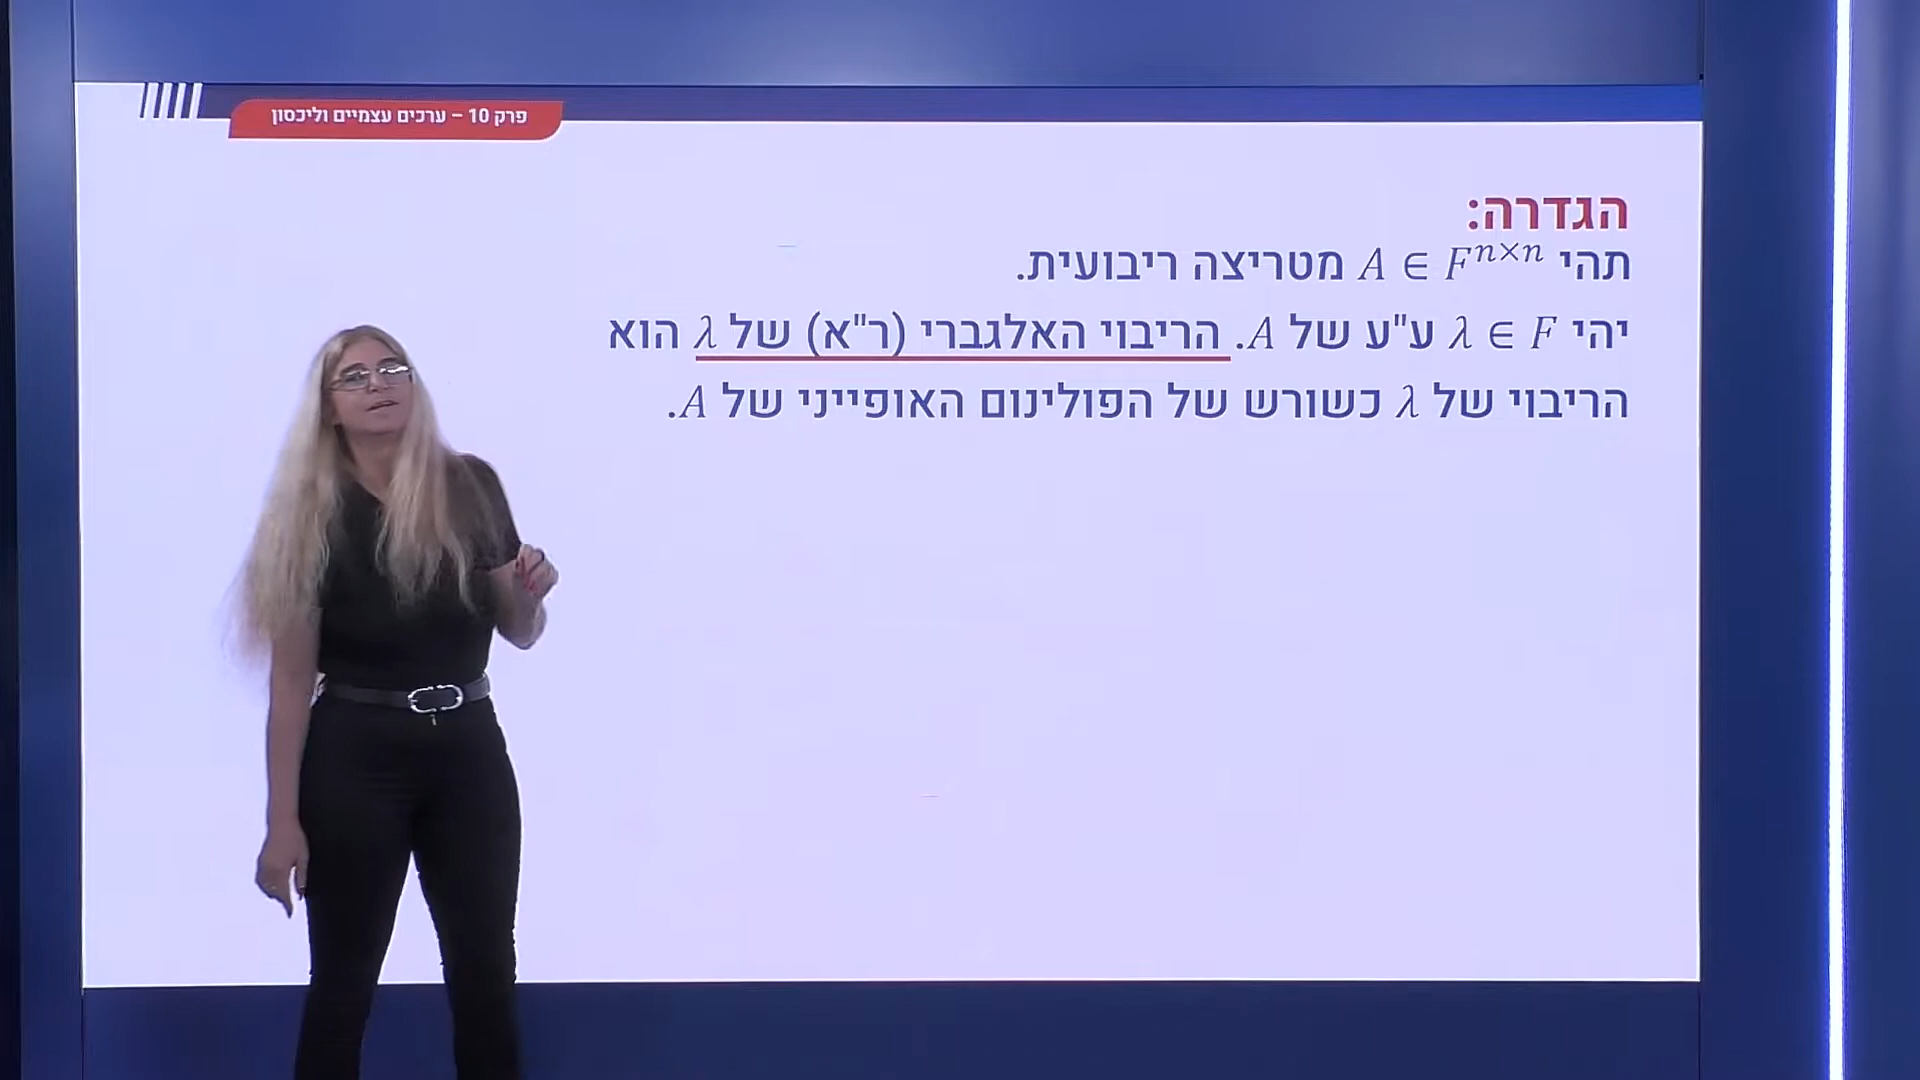 פרק 10 – ערכים עצמיים וליכסון
הגדרה:
תהי $A \in F^{n \times n}$ מטריצה ריבועית.
יהי $\lambda \in F$ ע"ע של $A$. הריבוי האלגברי (ר"א) של $\lambda$ הוא
הריבוי של $\lambda$ כשורש של הפולינום האופייני של $A$.